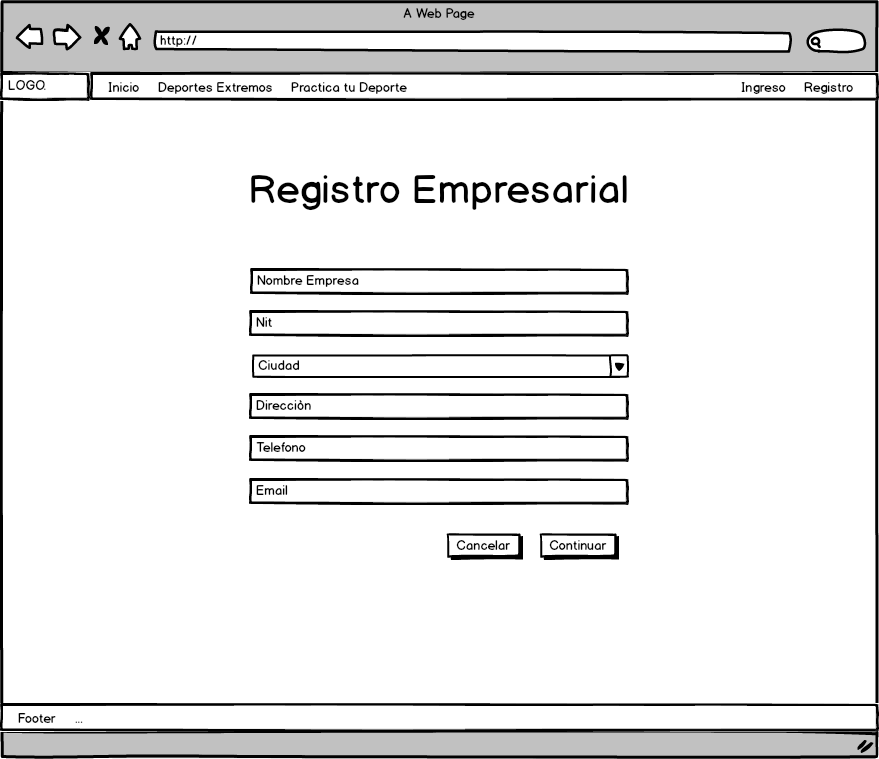 A Web Page
http://
LOGO.
Inicio Deportes Extremos Practica tu Deporte Ingreso Registro
Registro Empresarial
Nombre Empresa
Nit
Ciudad
Direcciòn
Telefono
Email
Cancelar Continuar
Footer ...